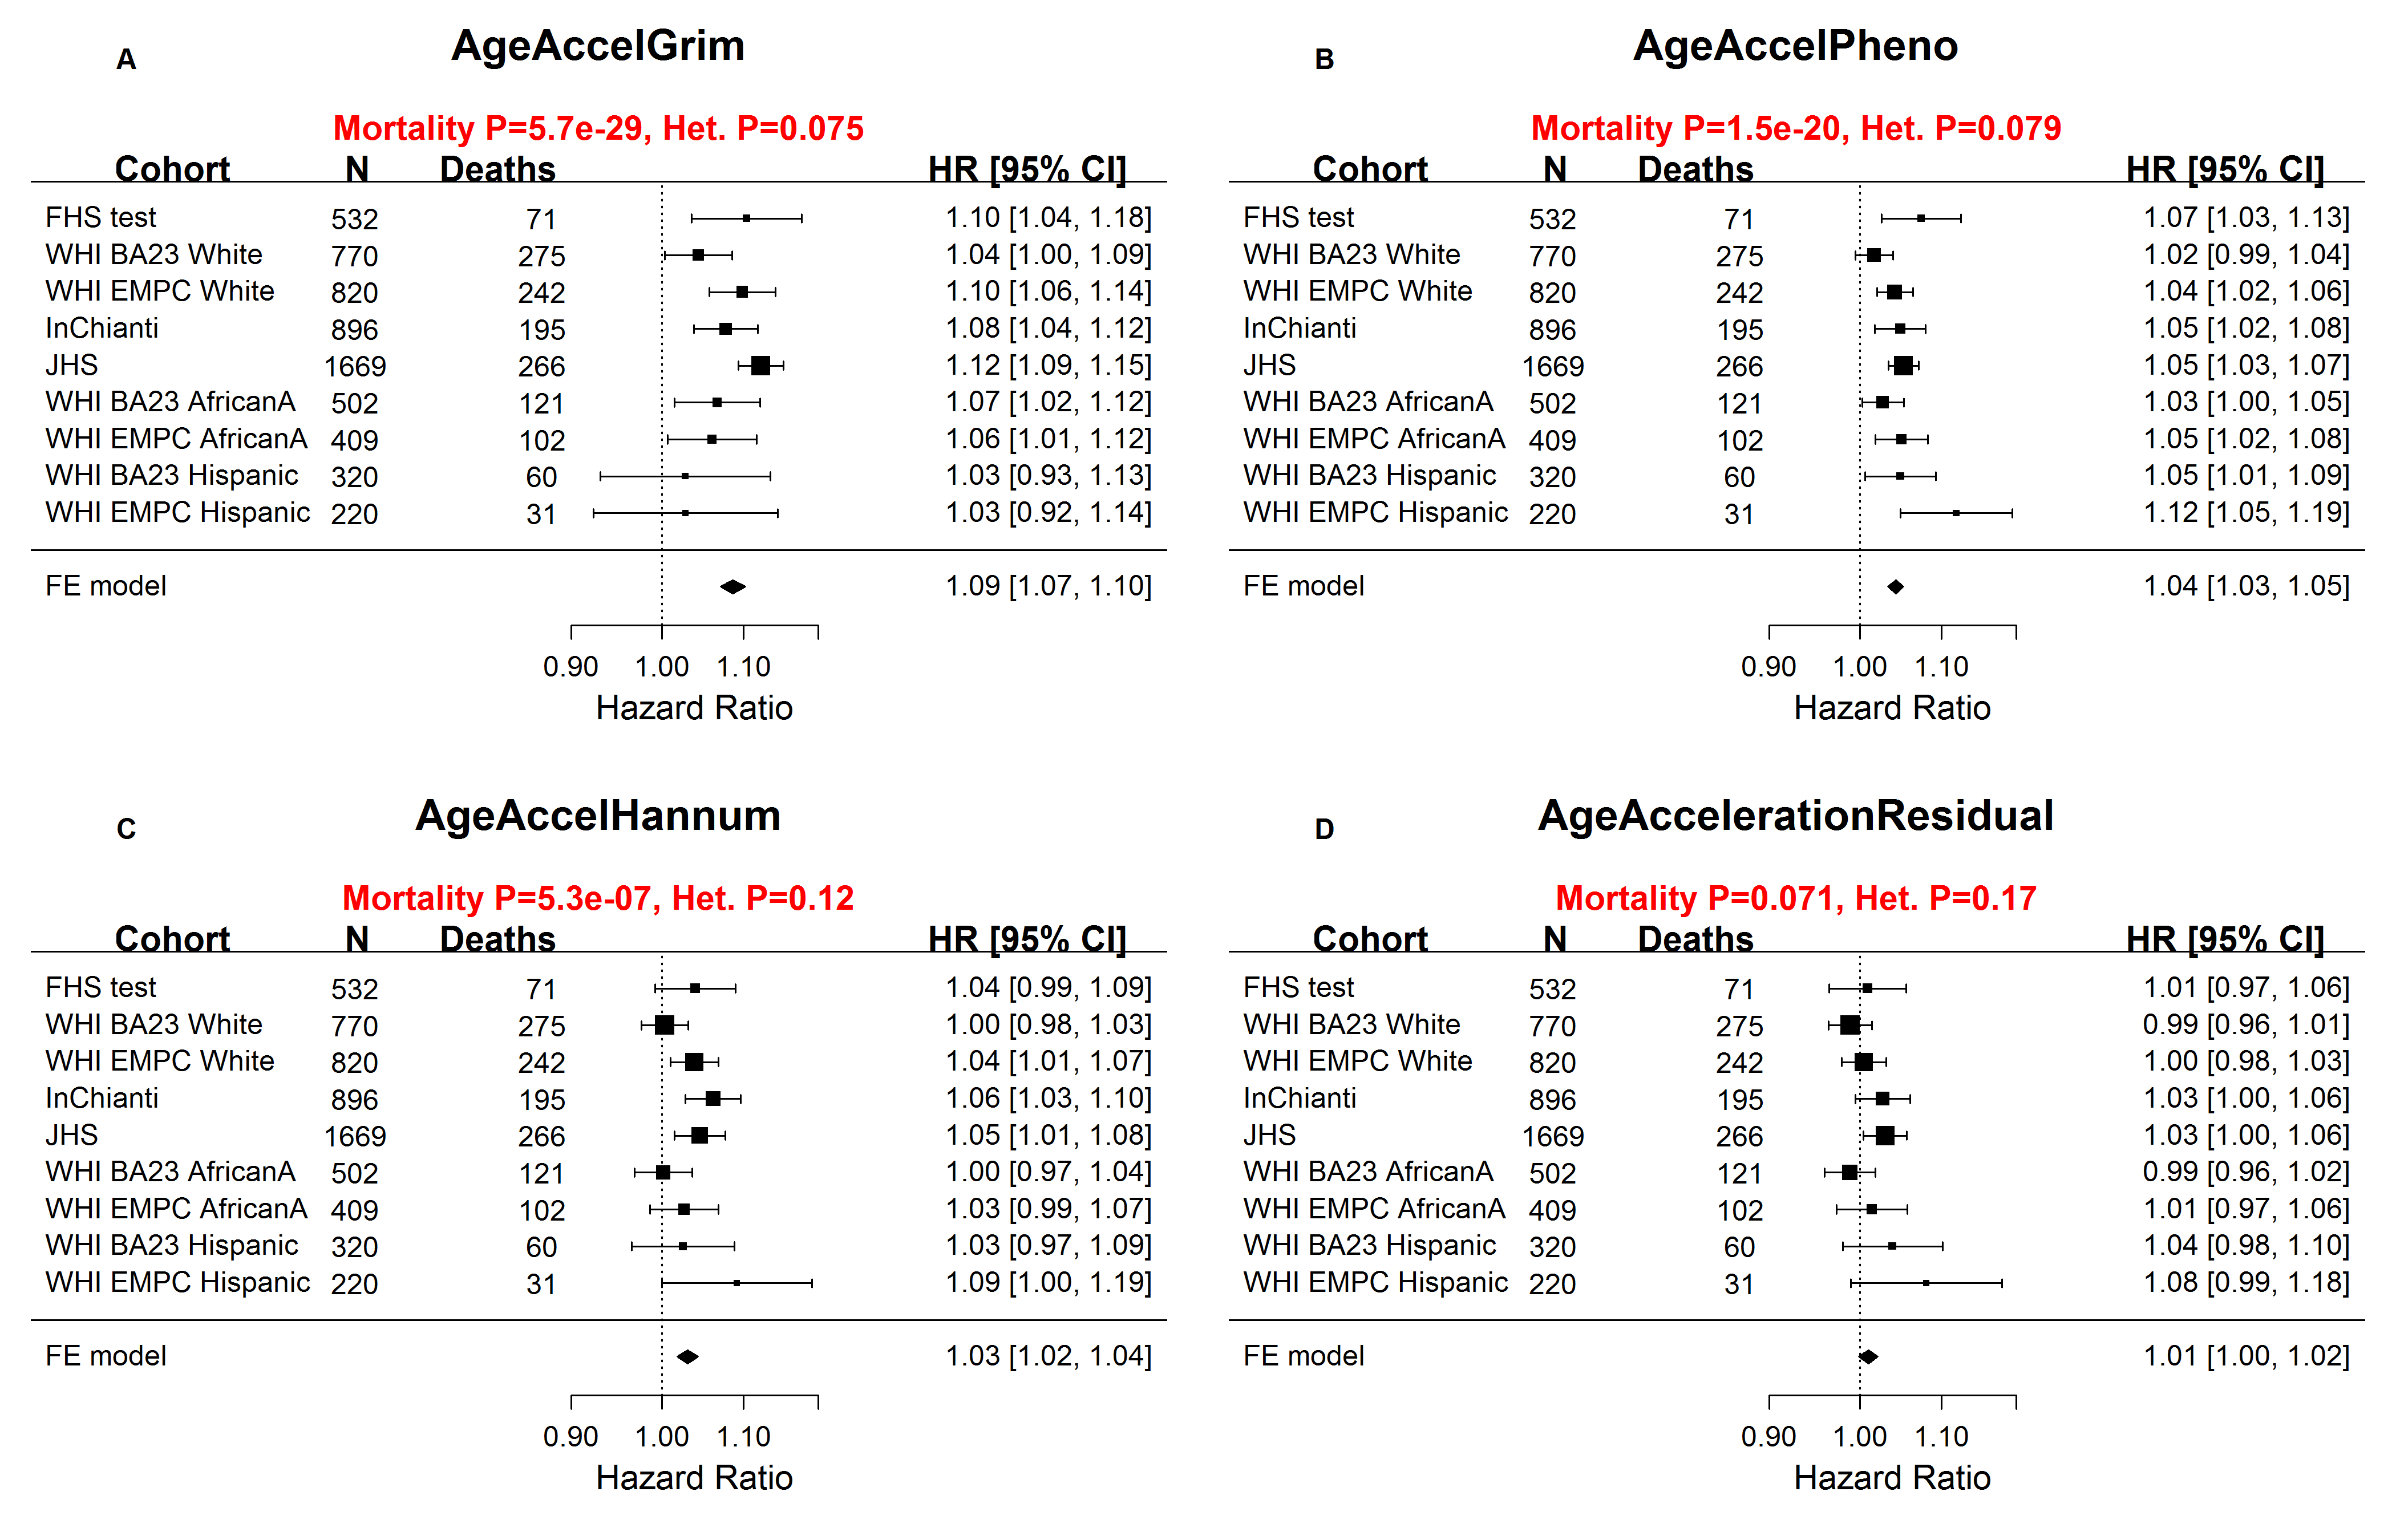 A
AgeAccelGrim
Mortality P=5.7e-29, Het. P=0.075
Cohort N Deaths HR [95% CI]
FHS test 532 71 1.10 [1.04, 1.18]
WHI BA23 White 770 275 1.04 [1.00, 1.09]
WHI EMPC White 820 242 1.10 [1.06, 1.14]
InChianti 896 195 1.08 [1.04, 1.12]
JHS 1669 266 1.12 [1.09, 1.15]
WHI BA23 AfricanA 502 121 1.07 [1.02, 1.12]
WHI EMPC AfricanA 409 102 1.06 [1.01, 1.12]
WHI BA23 Hispanic 320 60 1.03 [0.93, 1.13]
WHI EMPC Hispanic 220 31 1.03 [0.92, 1.14]
FE model 1.09 [1.07, 1.10]
0.90 1.00 1.10
Hazard Ratio
B
AgeAccelPheno
Mortality P=1.5e-20, Het. P=0.079
Cohort N Deaths HR [95% CI]
FHS test 532 71 1.07 [1.03, 1.13]
WHI BA23 White 770 275 1.02 [0.99, 1.04]
WHI EMPC White 820 242 1.04 [1.02, 1.06]
InChianti 896 195 1.05 [1.02, 1.08]
JHS 1669 266 1.05 [1.03, 1.07]
WHI BA23 AfricanA 502 121 1.03 [1.00, 1.05]
WHI EMPC AfricanA 409 102 1.05 [1.02, 1.08]
WHI BA23 Hispanic 320 60 1.05 [1.01, 1.09]
WHI EMPC Hispanic 220 31 1.12 [1.05, 1.19]
FE model 1.04 [1.03, 1.05]
0.90 1.00 1.10
Hazard Ratio
C
AgeAccelHannum
Mortality P=5.3e-07, Het. P=0.12
Cohort N Deaths HR [95% CI]
FHS test 532 71 1.04 [0.99, 1.09]
WHI BA23 White 770 275 1.00 [0.98, 1.03]
WHI EMPC White 820 242 1.04 [1.01, 1.07]
InChianti 896 195 1.06 [1.03, 1.10]
JHS 1669 266 1.05 [1.01, 1.08]
WHI BA23 AfricanA 502 121 1.00 [0.97, 1.04]
WHI EMPC AfricanA 409 102 1.03 [0.99, 1.07]
WHI BA23 Hispanic 320 60 1.03 [0.97, 1.09]
WHI EMPC Hispanic 220 31 1.09 [1.00, 1.19]
FE model 1.03 [1.02, 1.04]
0.90 1.00 1.10
Hazard Ratio
D
AgeAccelerationResidual
Mortality P=0.071, Het. P=0.17
Cohort N Deaths HR [95% CI]
FHS test 532 71 1.01 [0.97, 1.06]
WHI BA23 White 770 275 0.99 [0.96, 1.01]
WHI EMPC White 820 242 1.00 [0.98, 1.03]
InChianti 896 195 1.03 [1.00, 1.06]
JHS 1669 266 1.03 [1.00, 1.06]
WHI BA23 AfricanA 502 121 0.99 [0.96, 1.02]
WHI EMPC AfricanA 409 102 1.01 [0.97, 1.06]
WHI BA23 Hispanic 320 60 1.04 [0.98, 1.10]
WHI EMPC Hispanic 220 31 1.08 [0.99, 1.18]
FE model 1.01 [1.00, 1.02]
0.90 1.00 1.10
Hazard Ratio